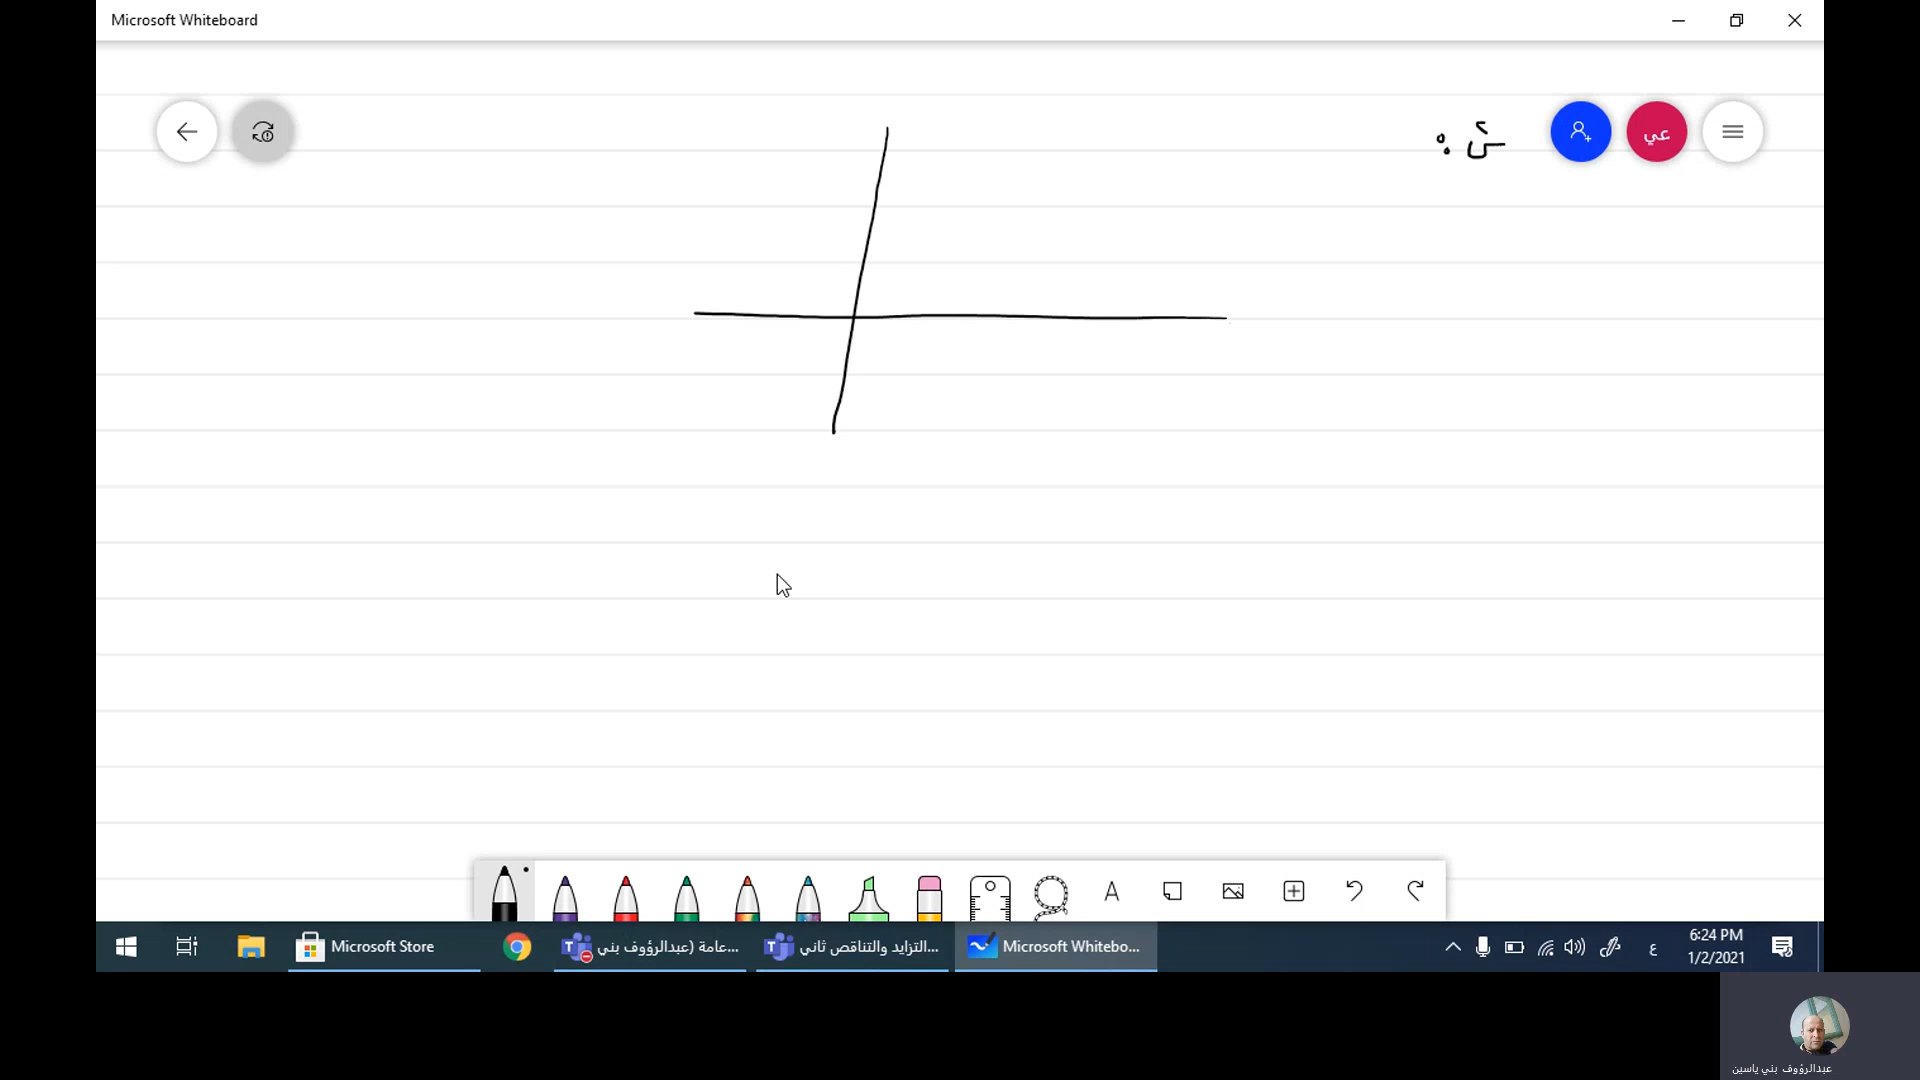 Microsoft Whiteboard
عي
A
Microsoft Store
عامة (عبدالرؤوف بني...
التزايد والتناقص ثاني...
Microsoft Whitebo...
ع
6:24 PM
1/2/2021
عبدالرؤوف بني ياسين